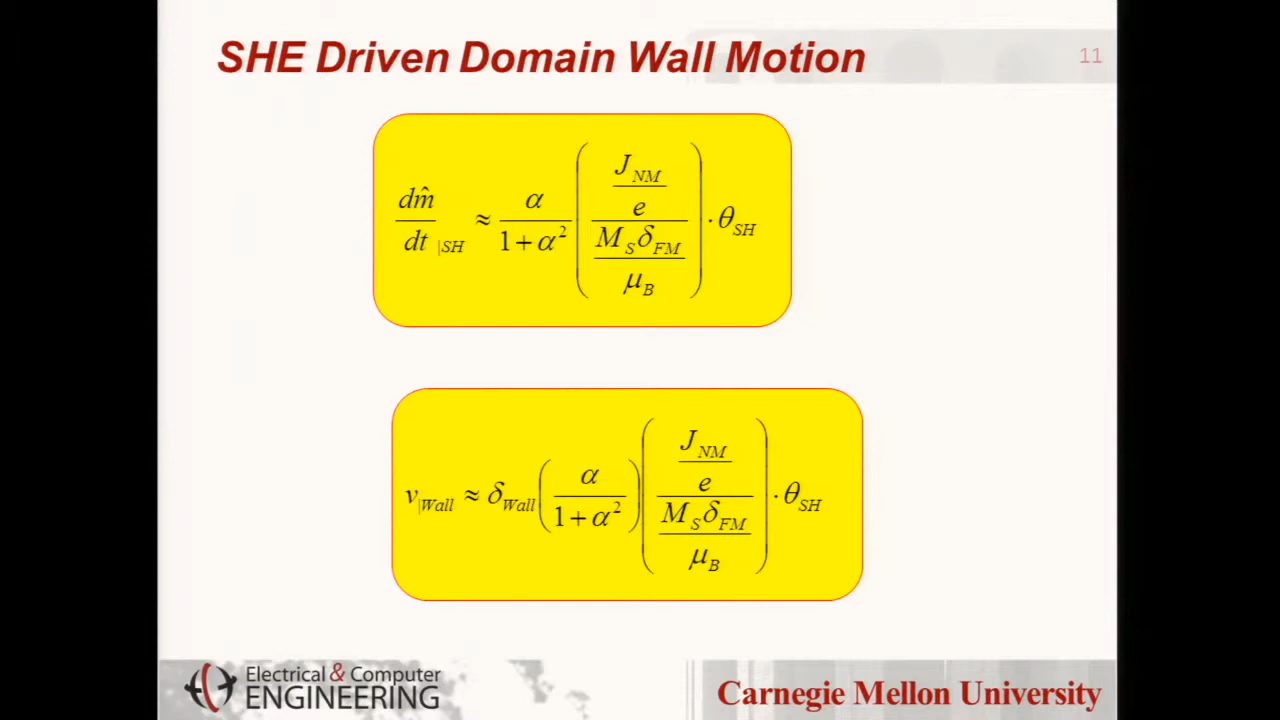 SHE Driven Domain Wall Motion
11
dm̂/dt |SH ≈ α/(1+α²) ((J_NM/e)/(M_S δ_FM/μ_B)) · θ_SH
v|Wall ≈ δ_Wall (α/(1+α²)) ((J_NM/e)/(M_S δ_FM/μ_B)) · θ_SH
Electrical & Computer
ENGINEERING
Carnegie Mellon University